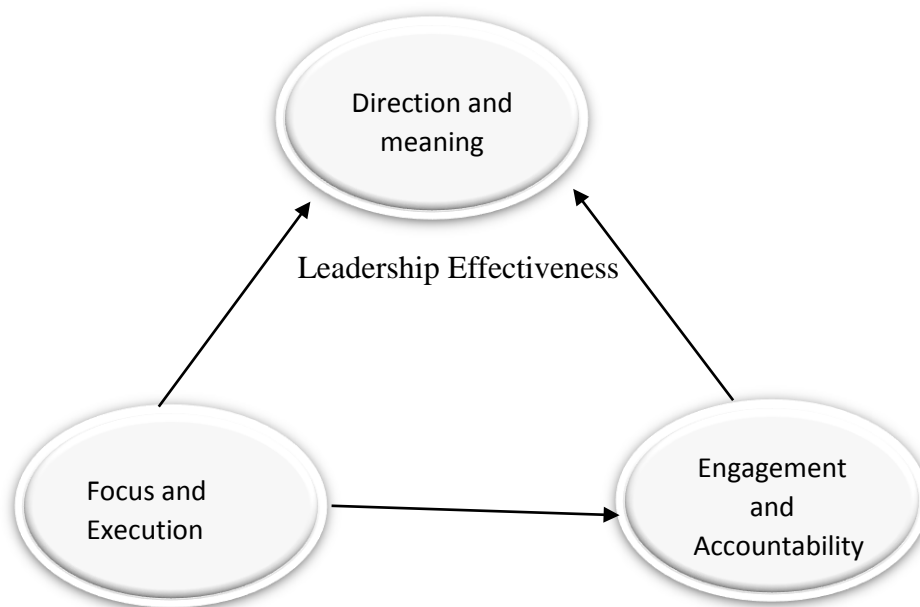 Direction and
meaning
Leadership Effectiveness
Focus and
Execution
Engagement
and
Accountability